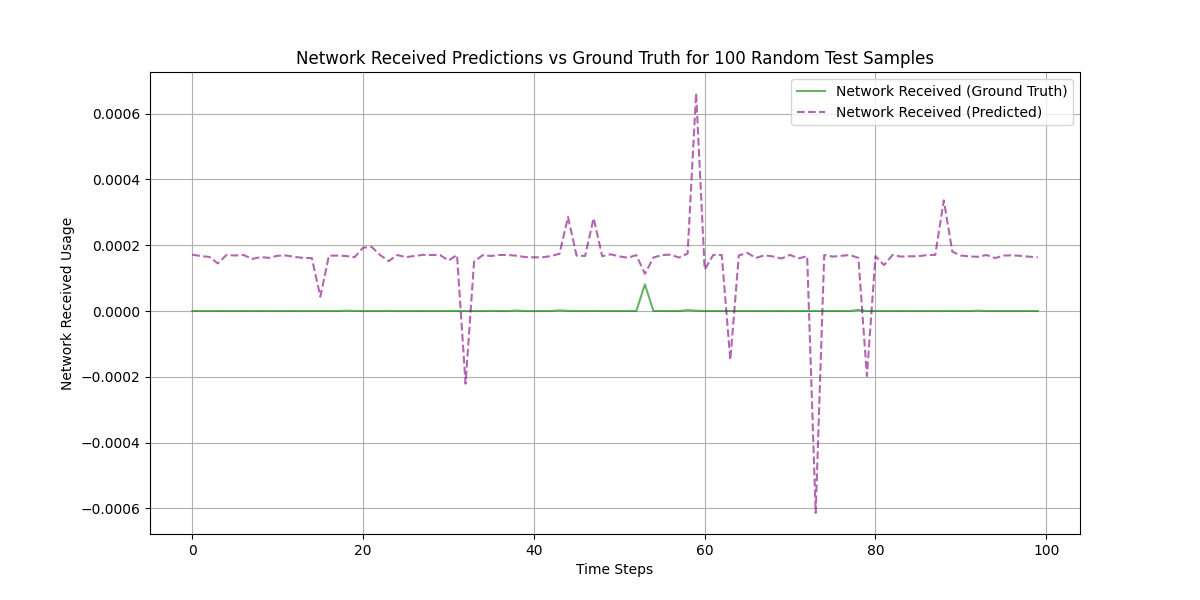 Network Received Predictions vs Ground Truth for 100 Random Test Samples
Network Received (Ground Truth)
Network Received (Predicted)
Network Received Usage
0.0006
0.0004
0.0002
0.0000
−0.0002
−0.0004
−0.0006
0 20 40 60 80 100
Time Steps